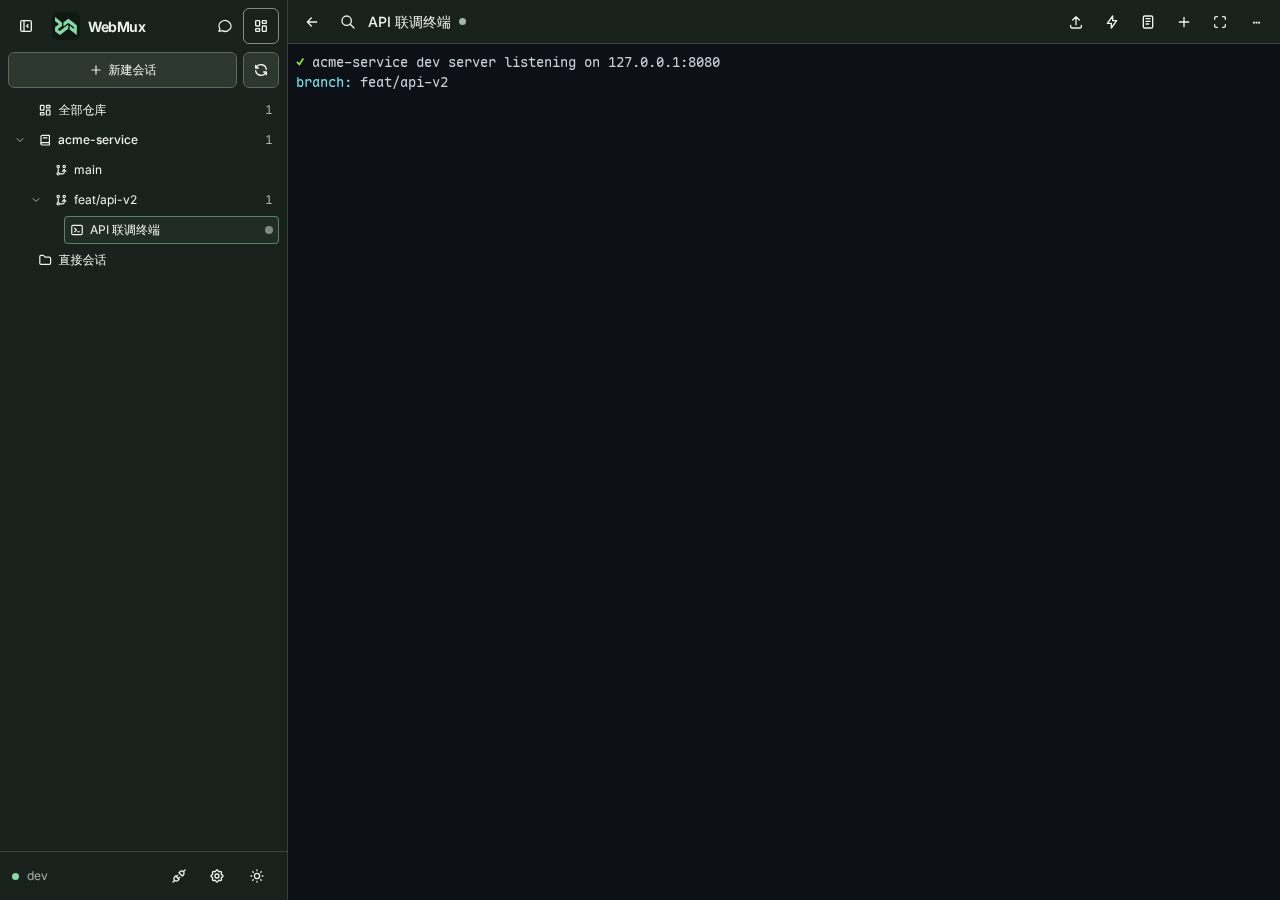 WebMux
新建会话
全部仓库 1
acme-service 1
main
feat/api-v2 1
API 联调终端
直接会话
dev
API 联调终端
✔ acme-service dev server listening on 127.0.0.1:8080
branch: feat/api-v2